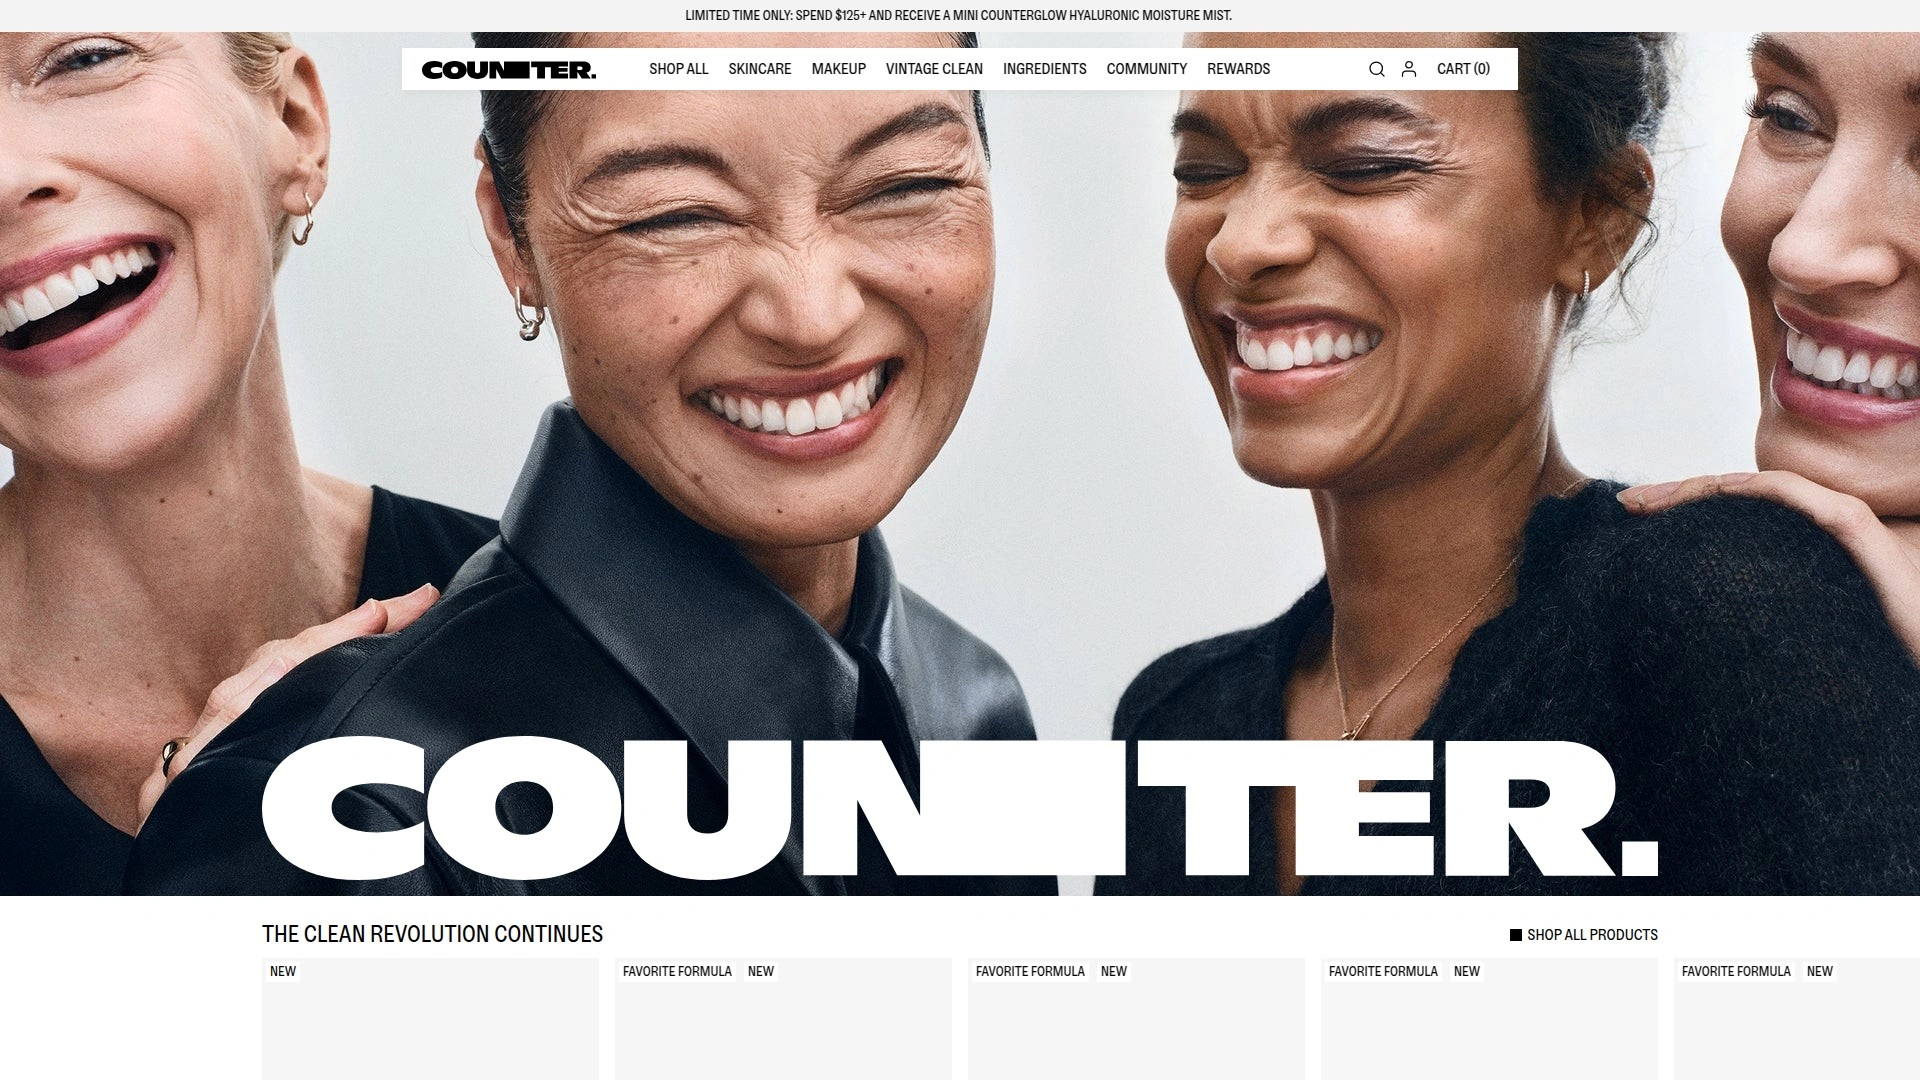 LIMITED TIME ONLY: SPEND $125+ AND RECEIVE A MINI COUNTERGLOW HYALURONIC MOISTURE MIST.
COUNTER. SHOP ALL SKINCARE MAKEUP VINTAGE CLEAN INGREDIENTS COMMUNITY REWARDS CART (0)
COUNTER.
THE CLEAN REVOLUTION CONTINUES SHOP ALL PRODUCTS
NEW FAVORITE FORMULA NEW FAVORITE FORMULA NEW FAVORITE FORMULA NEW FAVORITE FORMULA NEW